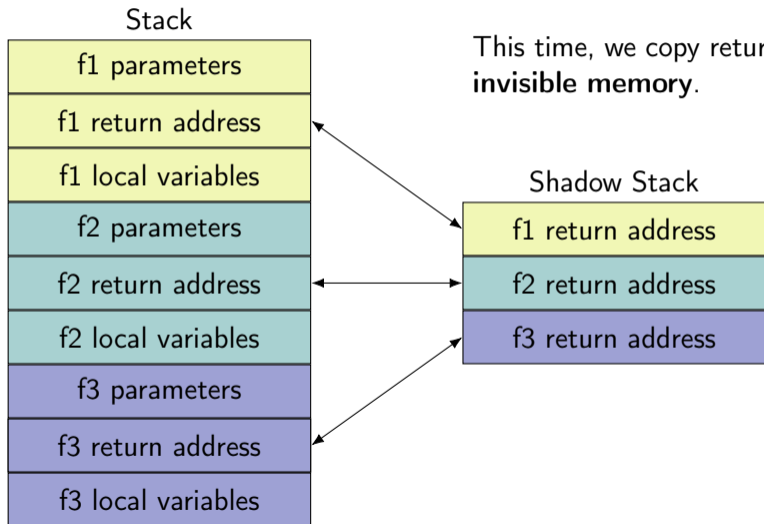 Stack
f1 parameters
f1 return address
f1 local variables
f2 parameters
f2 return address
f2 local variables
f3 parameters
f3 return address
f3 local variables
This time, we copy retur
invisible memory.
Shadow Stack
f1 return address
f2 return address
f3 return address